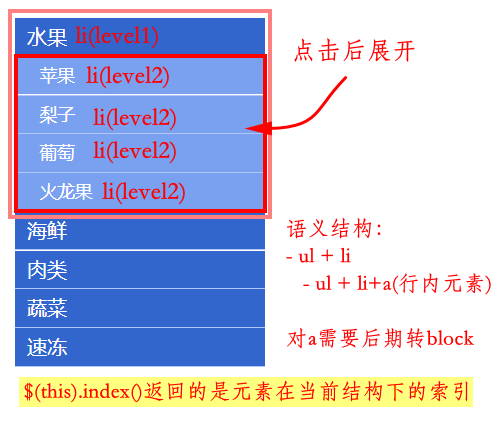 水果 li(level1)
点击后展开
苹果 li(level2)
梨子 li(level2)
葡萄 li(level2)
火龙果 li(level2)
海鲜
语义结构：
- ul + li
肉类
- ul + li+a(行内元素)
蔬菜
对a需要后期转block
速冻
$(this).index()返回的是元素在当前结构下的索引